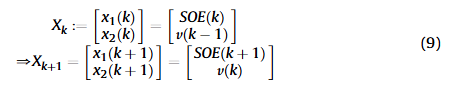 X_k := [x_1(k) x_2(k)] = [SOE(k) v(k−1)]
⇒X_{k+1} = [x_1(k+1) x_2(k+1)] = [SOE(k+1) v(k)] (9)